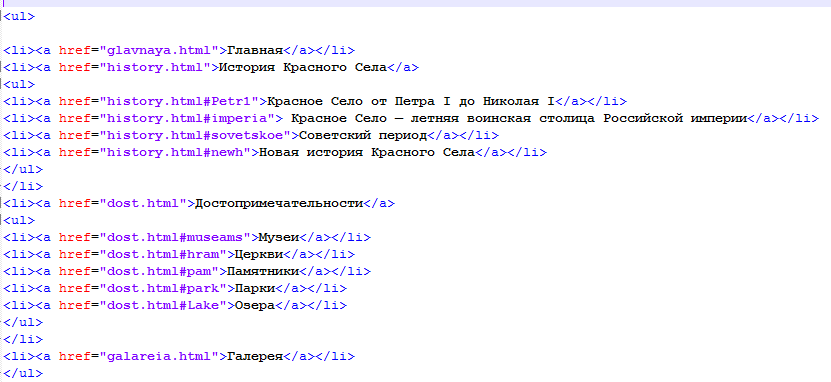 <ul>
<li><a href="glavnaya.html">Главная</a></li>
<li><a href="history.html">История Красного Села</a>
<ul>
<li><a href="history.html#Petr1">Красное Село от Петра I до Николая I</a></li>
<li><a href="history.html#imperia"> Красное Село – летняя воинская столица Российской империи</a></li>
<li><a href="history.html#sovetskoe">Советский период</a></li>
<li><a href="history.html#newh">Новая история Красного Села</a></li>
</ul>
</li>
<li><a href="dost.html">Достопримечательности</a>
<ul>
<li><a href="dost.html#museams">Музеи</a></li>
<li><a href="dost.html#hram">Церкви</a></li>
<li><a href="dost.html#pam">Памятники</a></li>
<li><a href="dost.html#park">Парки</a></li>
<li><a href="dost.html#Lake">Озера</a></li>
</ul>
</li>
<li><a href="galareia.html">Галерея</a></li>
</ul>